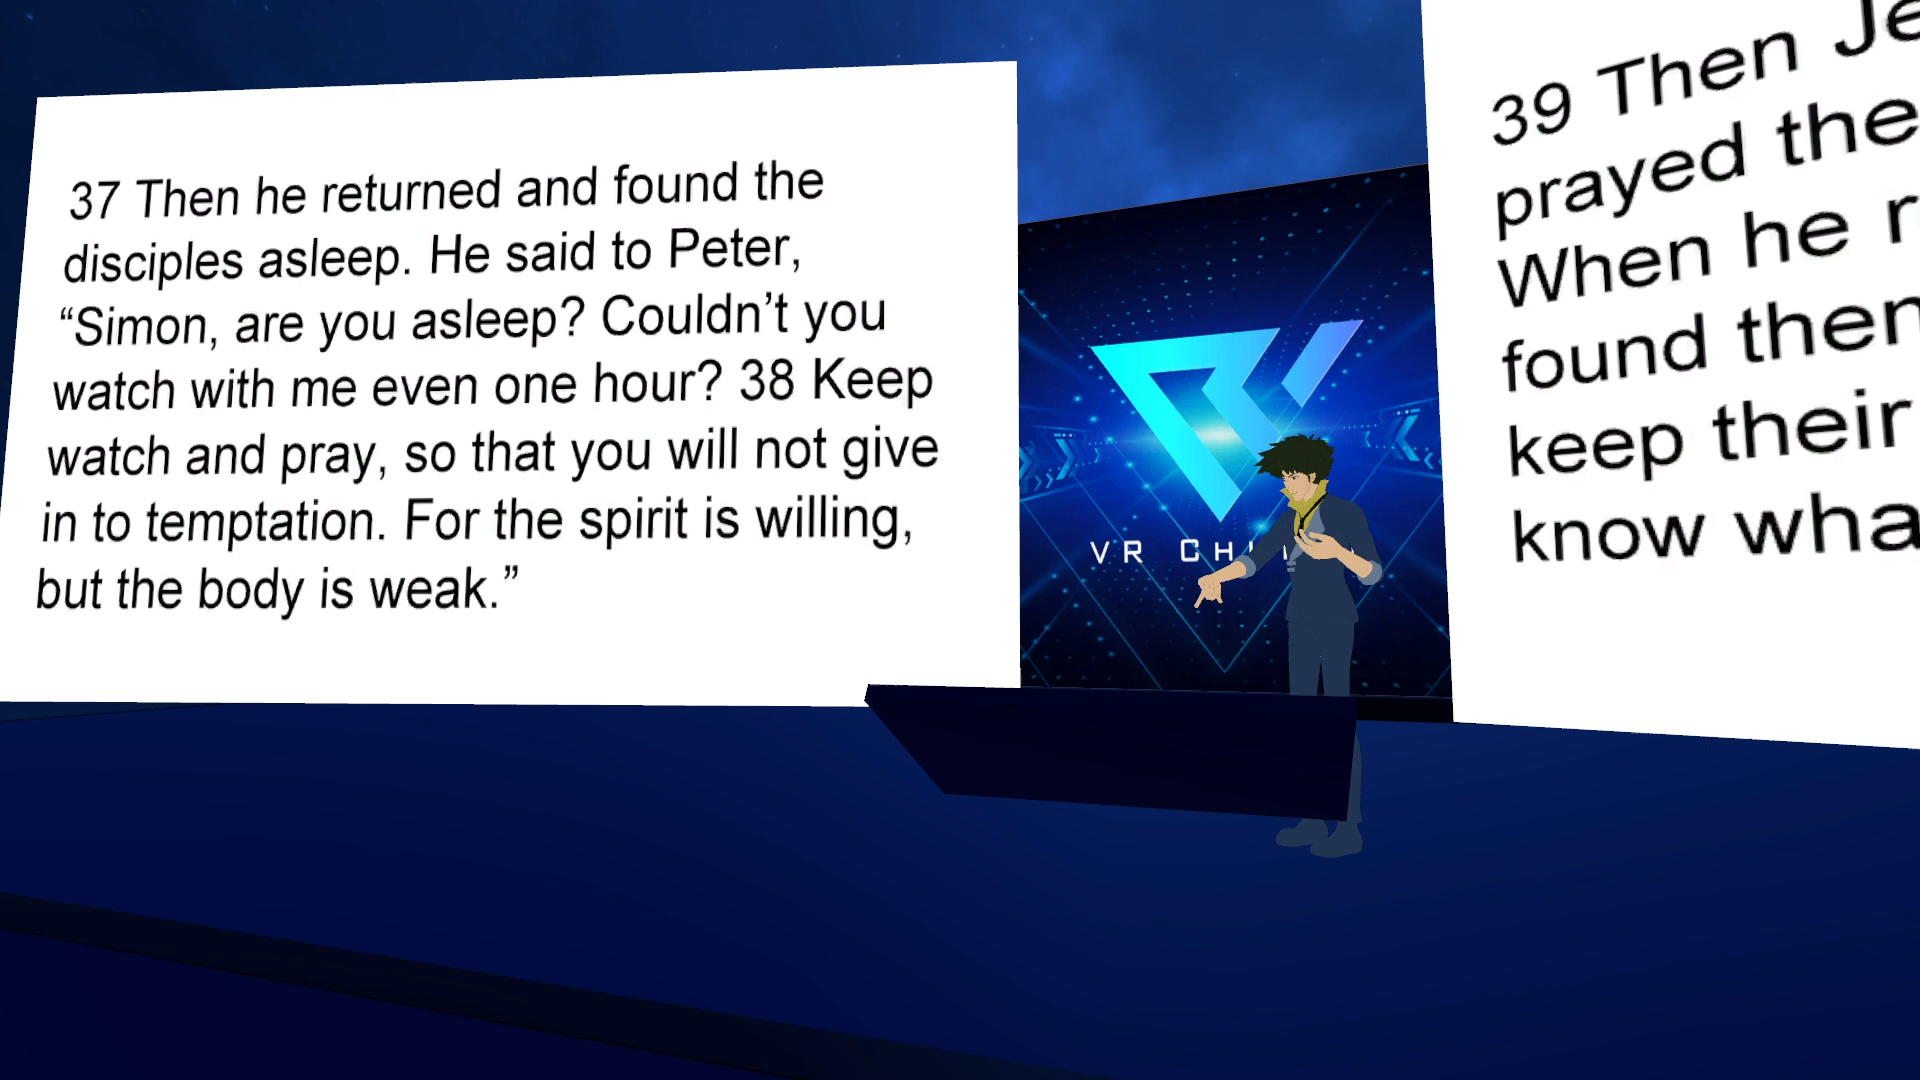 37 Then he returned and found the
disciples asleep. He said to Peter,
“Simon, are you asleep? Couldn’t you
watch with me even one hour? 38 Keep
watch and pray, so that you will not give
in to temptation. For the spirit is willing,
but the body is weak.”
VR
39 Then
prayed
When he
found
keep their
know